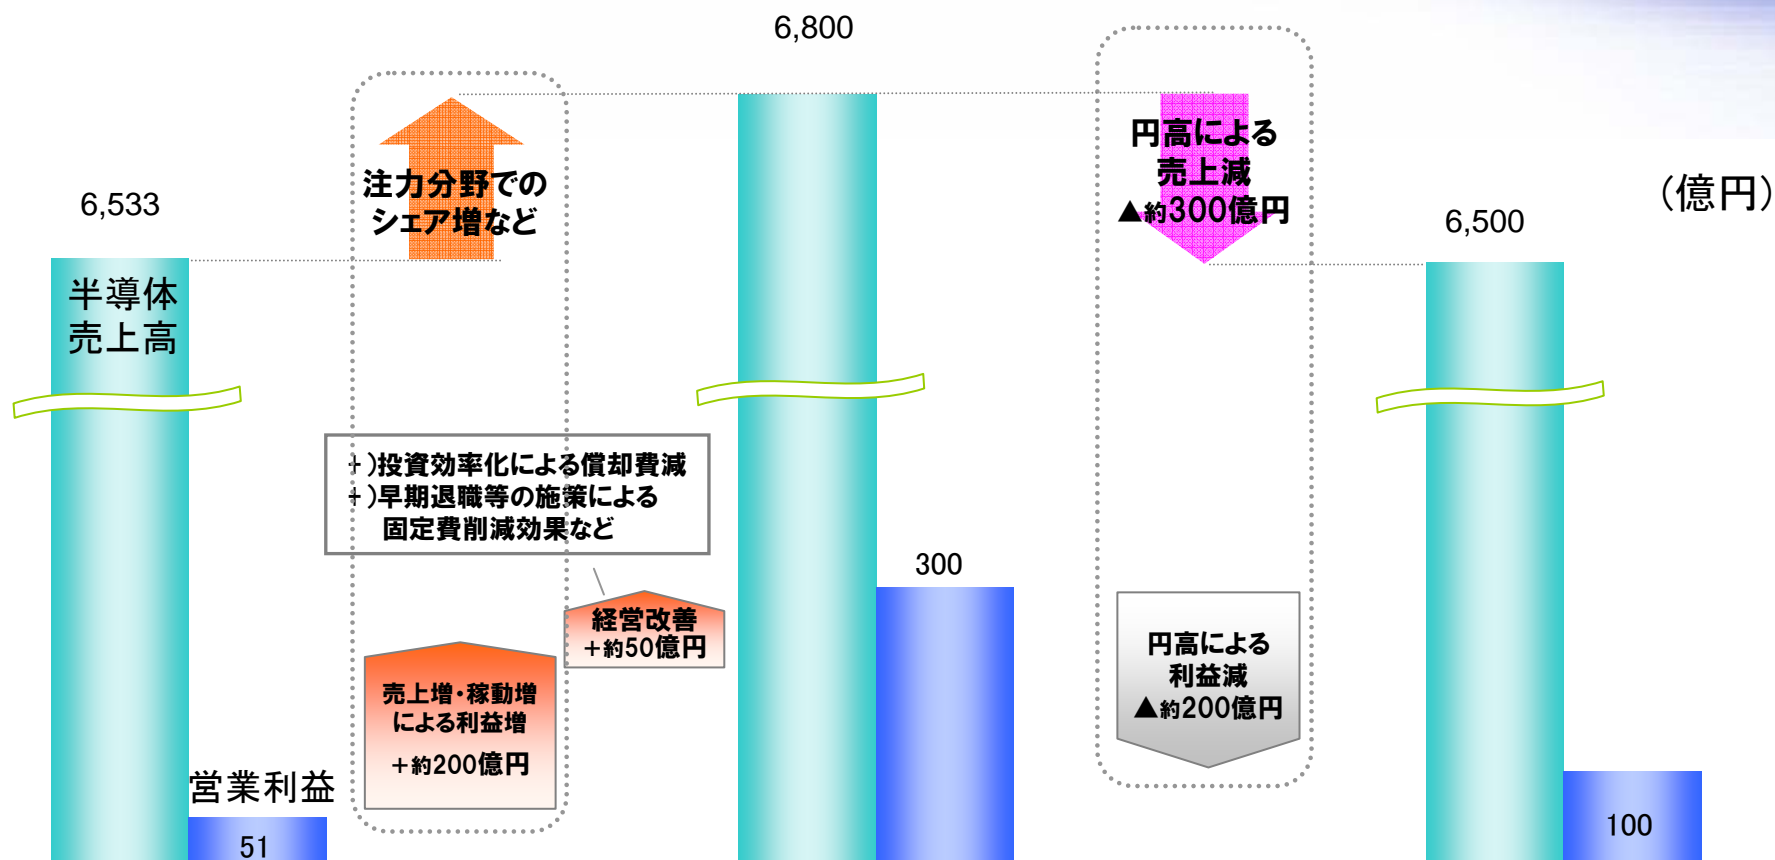 6,800
(億円)
6,533
6,500
半導体
売上高
注力分野での
シェア増など
円高による
売上減
▲約300億円
+)投資効率化による償却費減
+)早期退職等の施策による
固定費削減効果など
経営改善
+約50億円
売上増・稼動増
による利益増
+約200億円
300
円高による
利益減
▲約200億円
営業利益
51
100